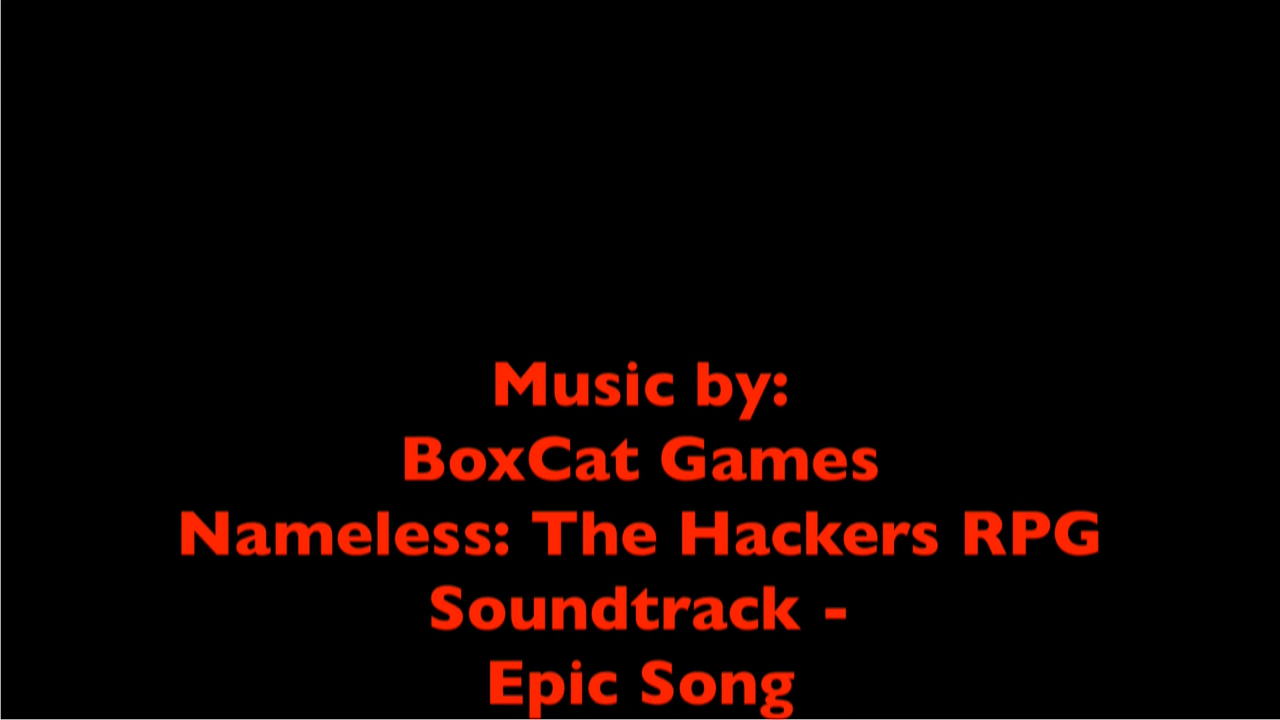 Music by:
BoxCat Games
Nameless: The Hackers RPG
Soundtrack -
Epic Song